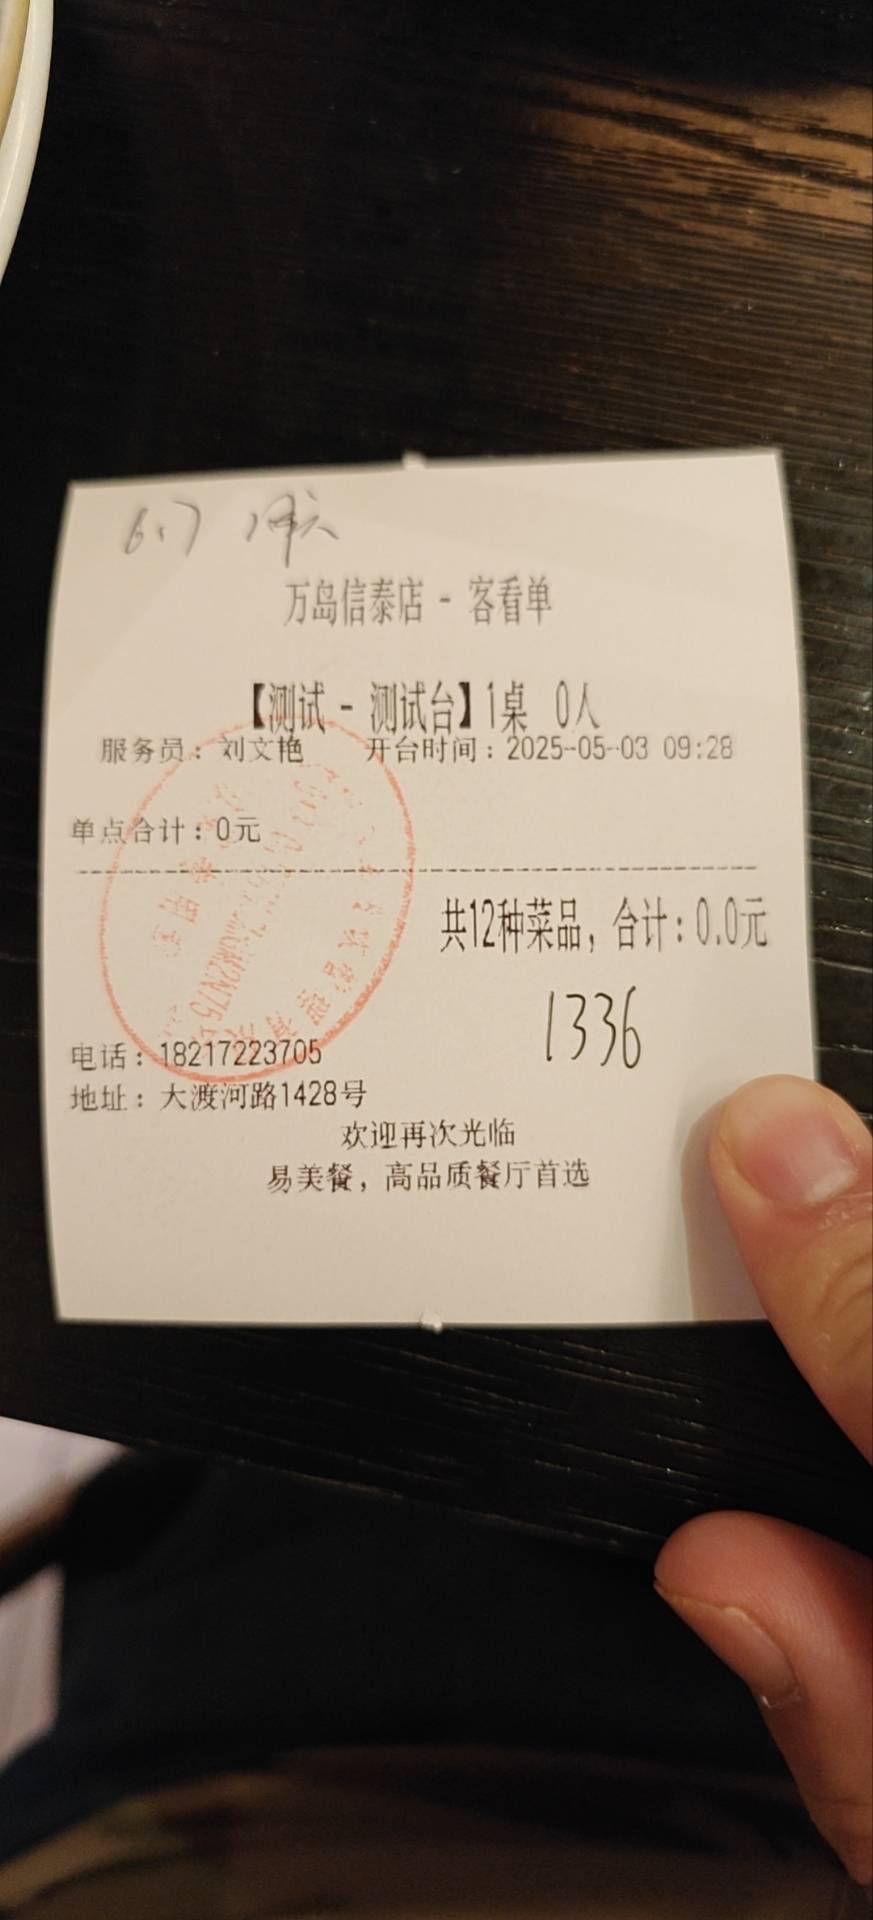 6.7
万岛信泰店 - 客看单
【测试 - 测试台】1桌 0人
服务员：刘文艳 开台时间：2025-05-03 09:28
单点合计：0元
共12种菜品，合计：0.0元
1336
电话：18217223705
地址：大渡河路1428号
欢迎再次光临
易美餐，高品质餐厅首选